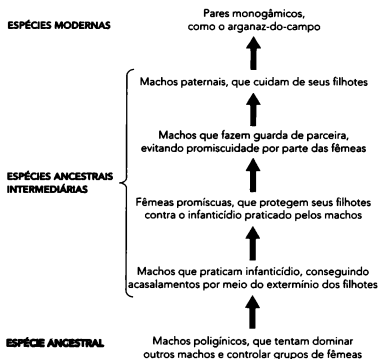 Pares monogâmicos,
ESPÉCIES MODERNAS como o arganaz-do-campo
Machos paternais, que cuidam de seus filhotes
Machos que fazem guarda de parceira,
evitando promiscuidade por parte das fêmeas
ESPÉCIES ANCESTRAIS
INTERMEDIÁRIAS
Fêmeas promíscuas, que protegem seus filhotes
contra o infanticídio praticado pelos machos
Machos que praticam infanticídio, conseguindo
acasalamentos por meio do extermínio dos filhotes
ESPÉCIE ANCESTRAL Machos poligínicos, que tentam dominar
outros machos e controlar grupos de fêmeas